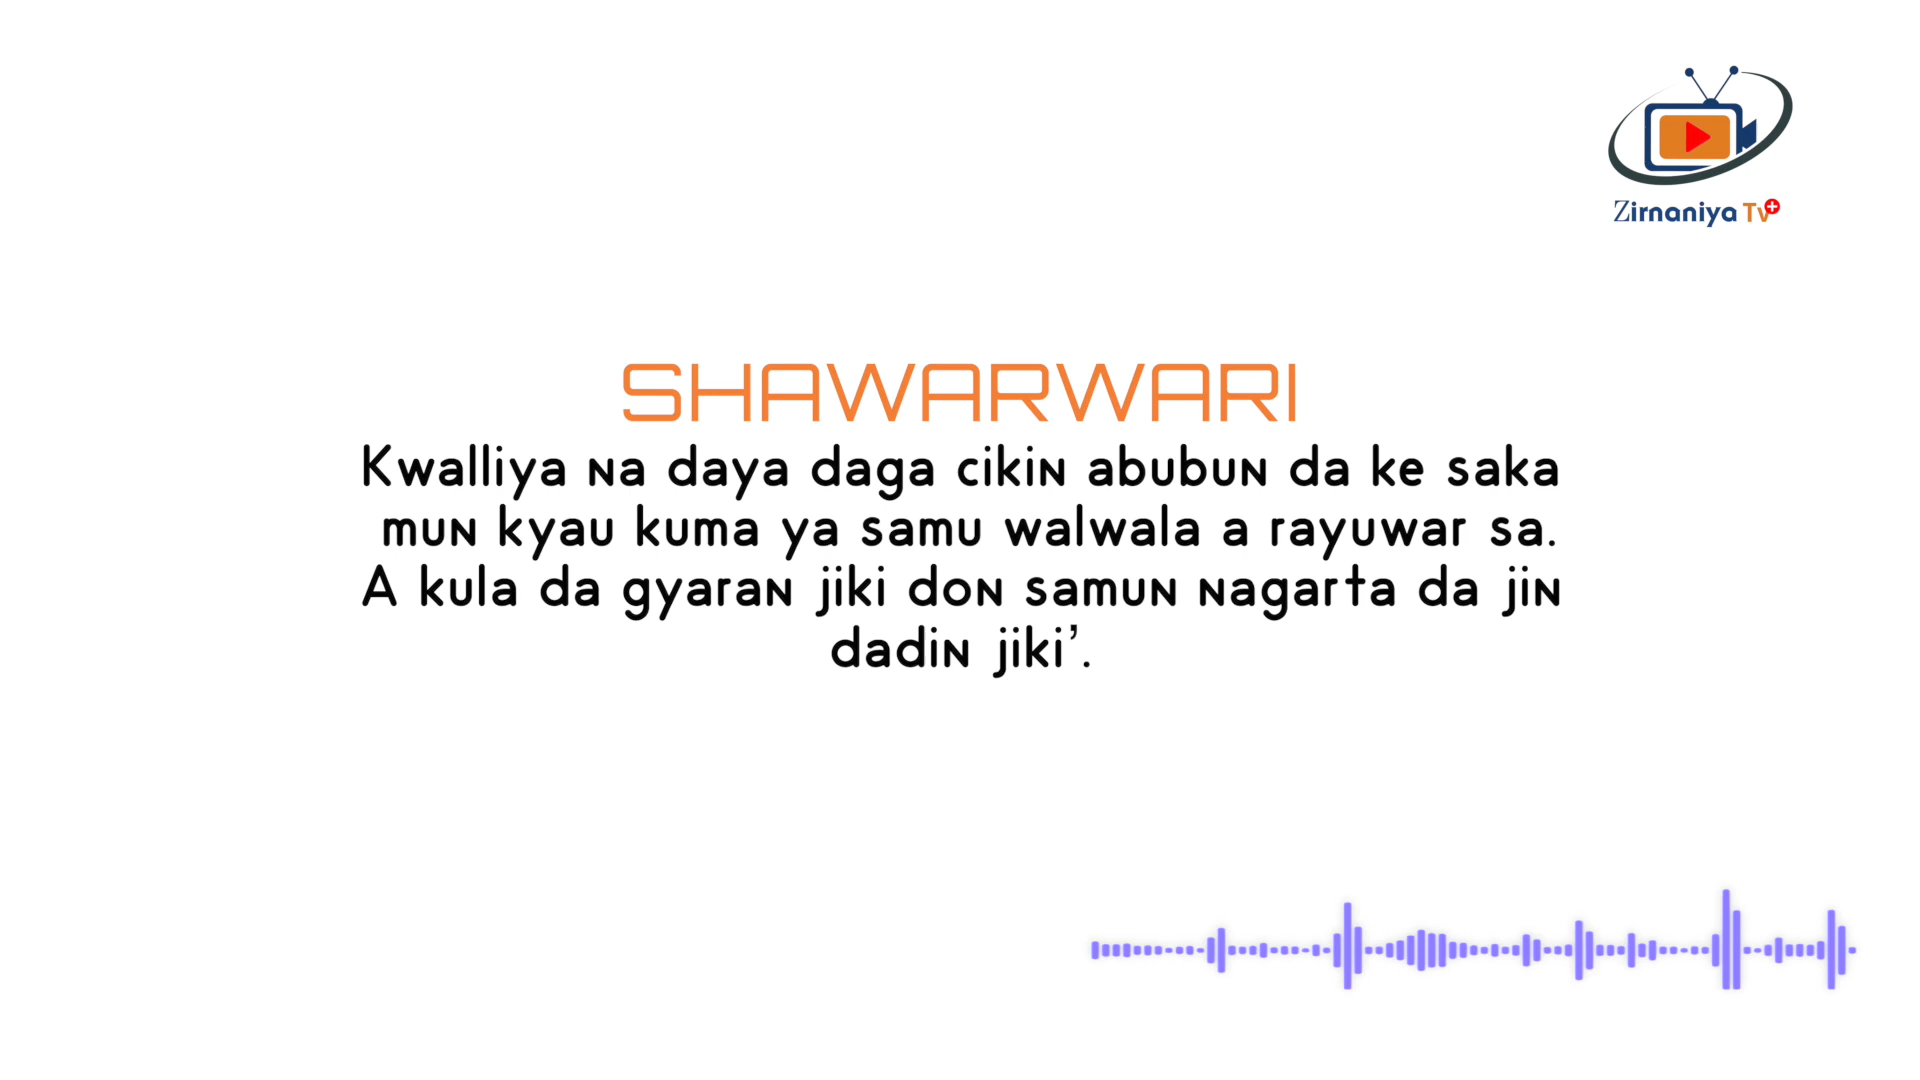 Zirnaniya Tv+
SHAWARWARI
Kwalliya na daya daga cikin abubun da ke saka
mun kyau kuma ya samu walwala a rayuwar sa.
A kula da gyaran jiki don samun nagarta da jin
dadin jiki’.